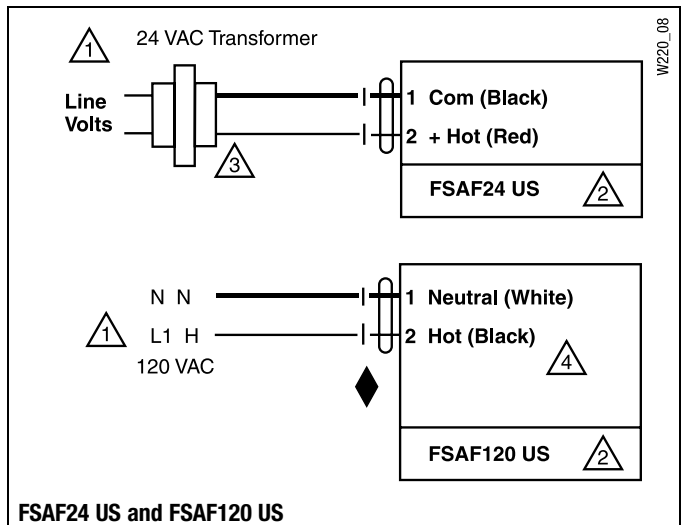 W220_08
1
24 VAC Transformer
Line
Volts
1 Com (Black)
2 + Hot (Red)
3
FSAF24 US
2
N N
1 Neutral (White)
1
L1 H
2 Hot (Black)
120 VAC
4
FSAF120 US
2
FSAF24 US and FSAF120 US